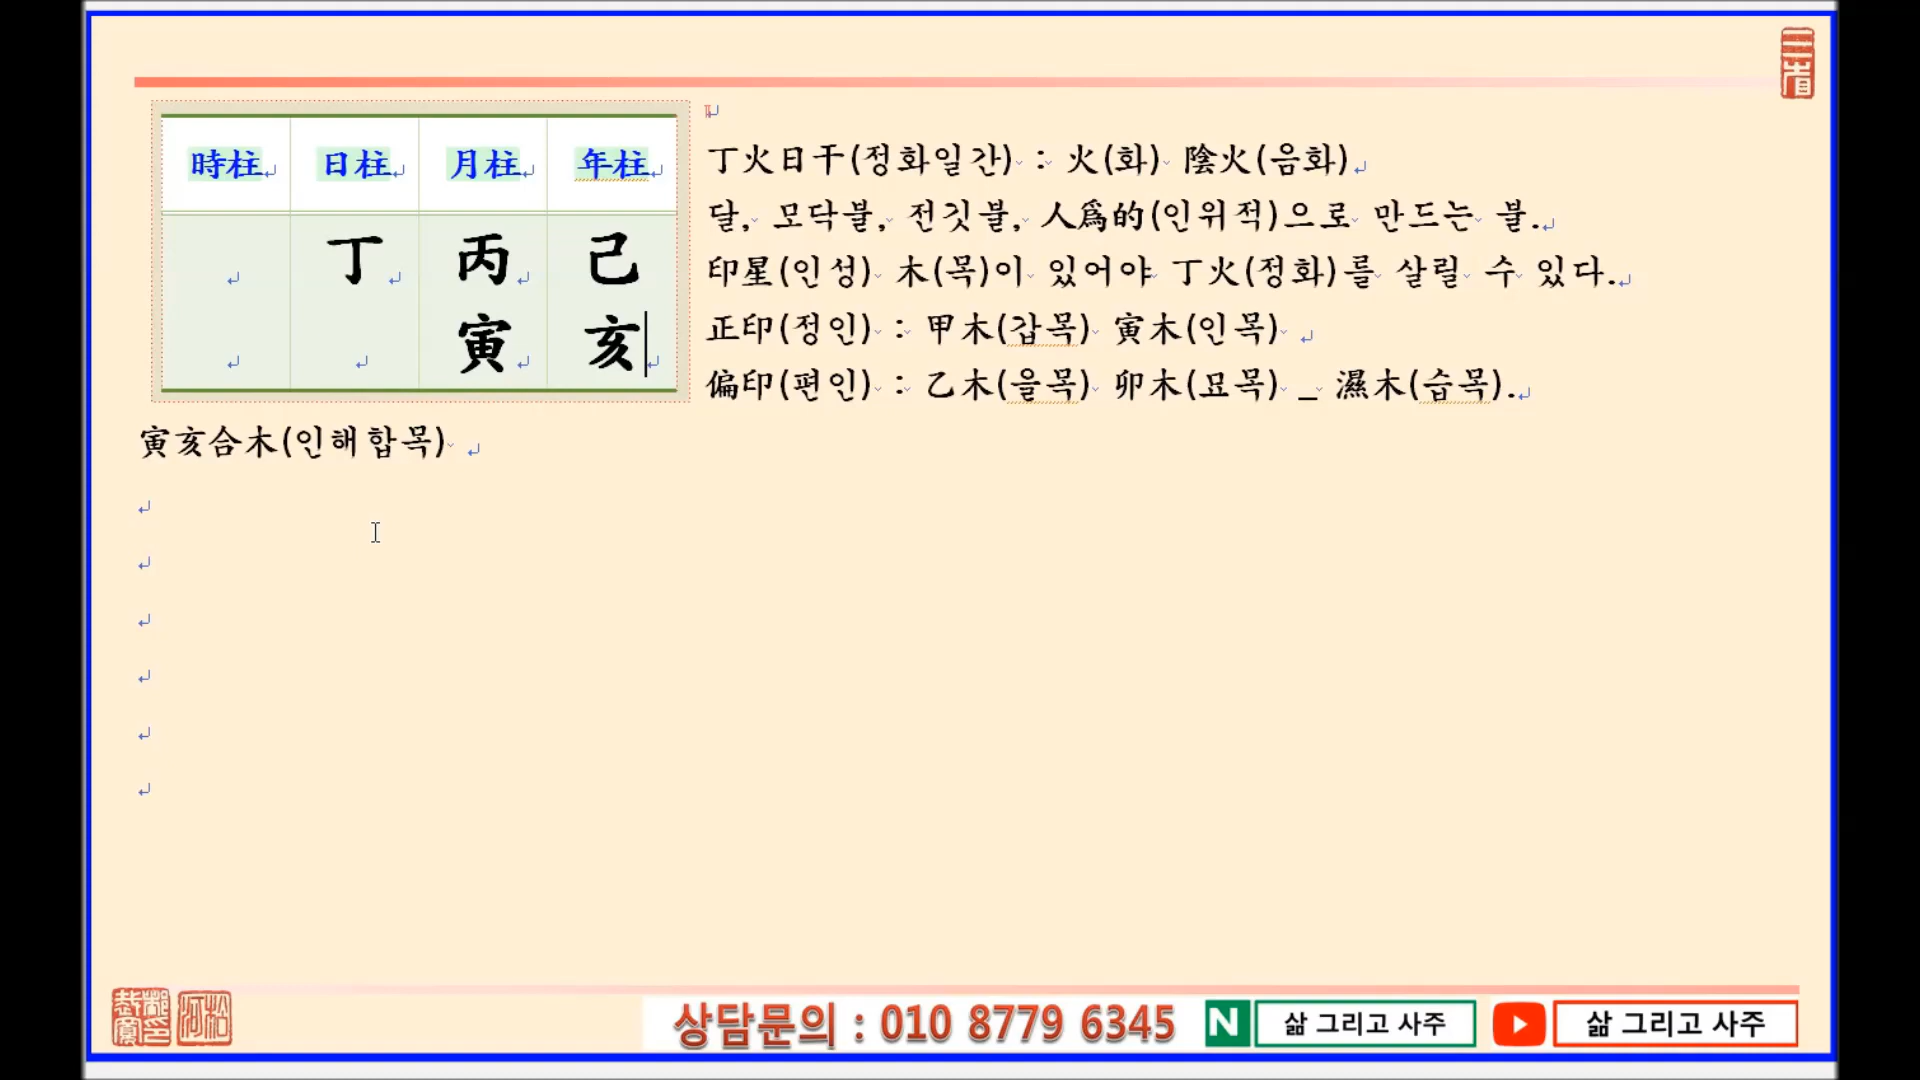 時柱 日柱 月柱 年柱
丁 丙 己
寅 亥
丁火日干(정화일간) : 火(화) 陰火(음화)
달, 모닥불, 전깃불, 人爲的(인위적)으로 만드는 불.
印星(인성) 木(목)이 있어야 丁火(정화)를 살릴 수 있다.
正印(정인) : 甲木(갑목) 寅木(인목)
偏印(편인) : 乙木(을목) 卯木(묘목) _ 濕木(습목).
寅亥合木(인해합목)
상담문의 : 010 8779 6345 N 삶 그리고 사주 삶 그리고 사주